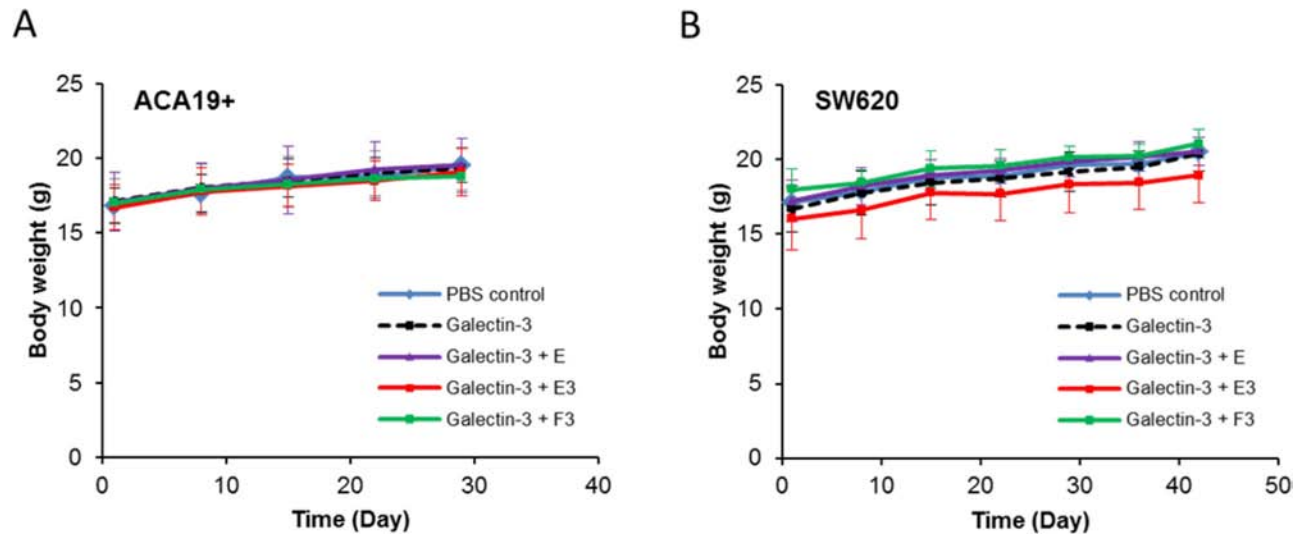 A
B
25
20
15
10
5
0
Body weight (g)
ACA19+
PBS control
Galectin-3
Galectin-3 + E
Galectin-3 + E3
Galectin-3 + F3
0 10 20 30 40
Time (Day)
25
20
15
10
5
0
Body weight (g)
SW620
PBS control
Galectin-3
Galectin-3 + E
Galectin-3 + E3
Galectin-3 + F3
0 10 20 30 40 50
Time (Day)